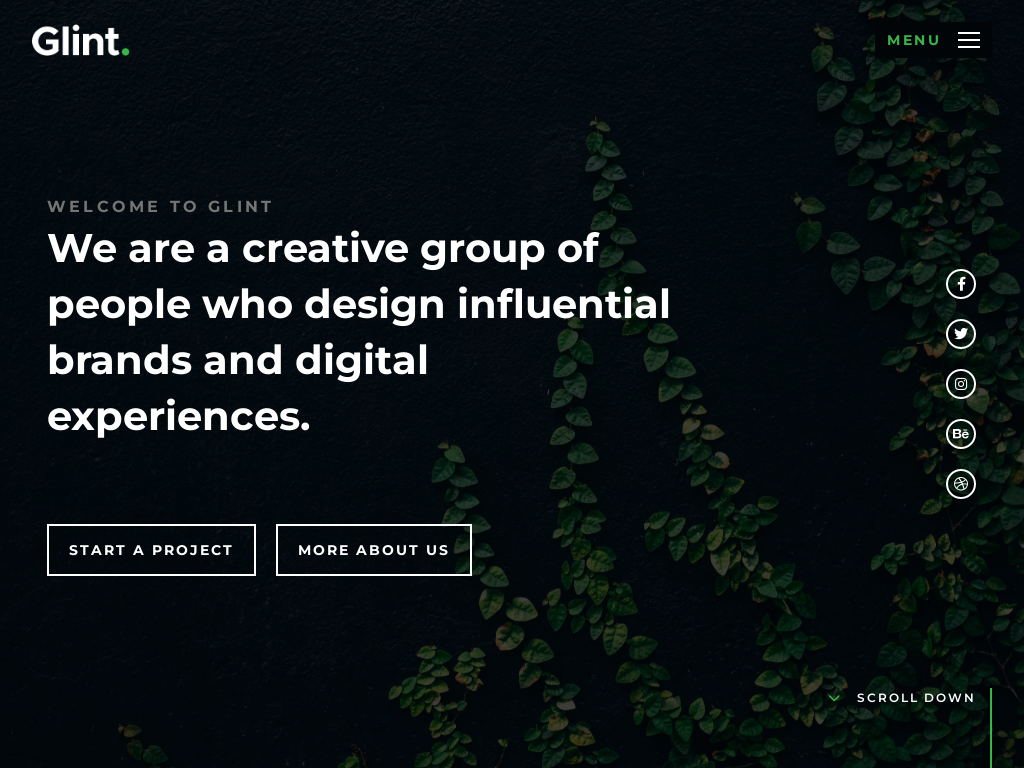 Glint.
MENU
WELCOME TO GLINT
We are a creative group of
people who design influential
brands and digital
experiences.
Bē
START A PROJECT
MORE ABOUT US
SCROLL DOWN